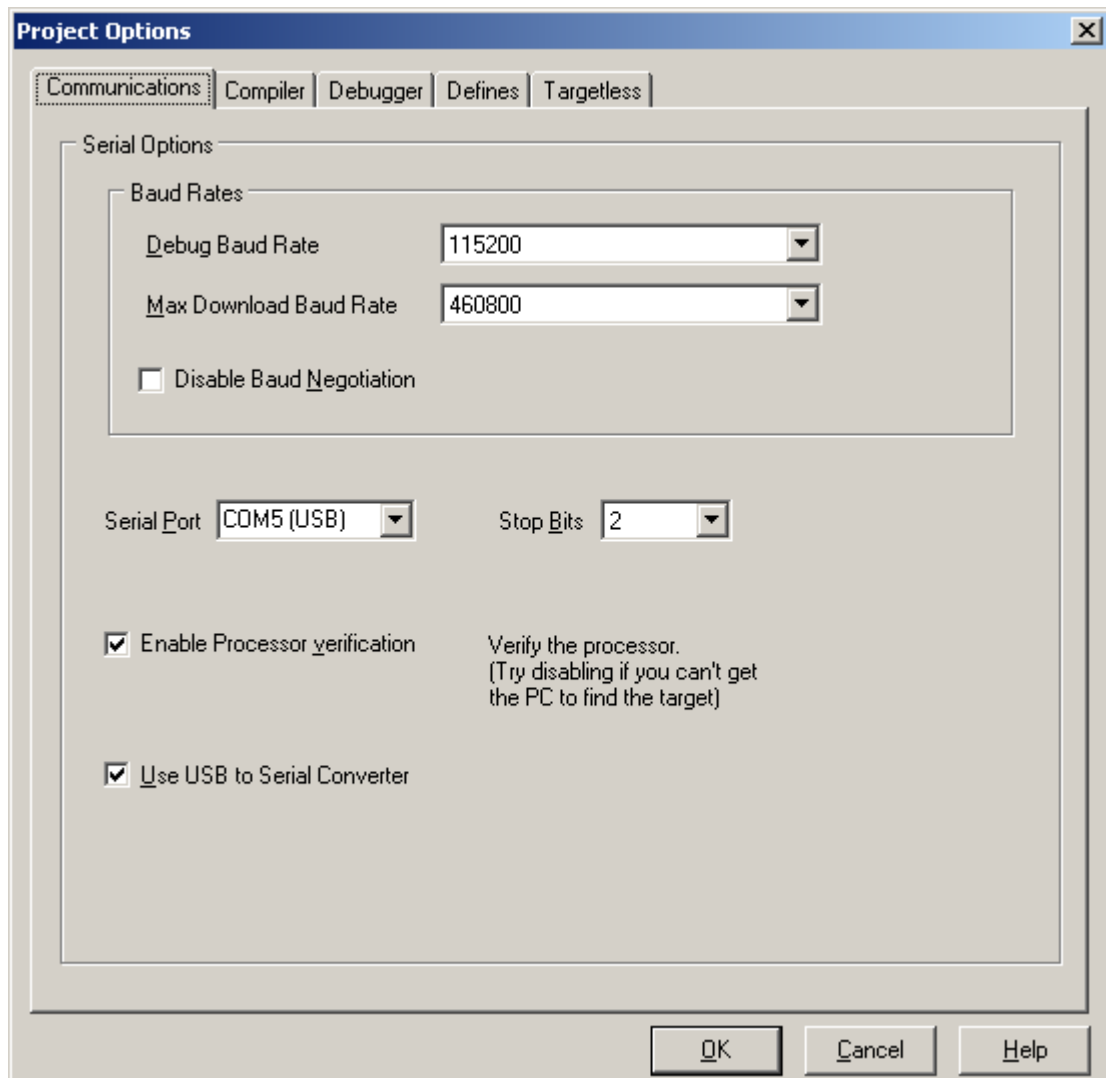 Project Options
Communications Compiler Debugger Defines Targetless
Serial Options
Baud Rates
Debug Baud Rate 115200
Max Download Baud Rate 460800
Disable Baud Negotiation
Serial Port COM5 (USB) Stop Bits 2
Enable Processor verification Verify the processor.
(Try disabling if you can't get
the PC to find the target)
Use USB to Serial Converter
OK Cancel Help